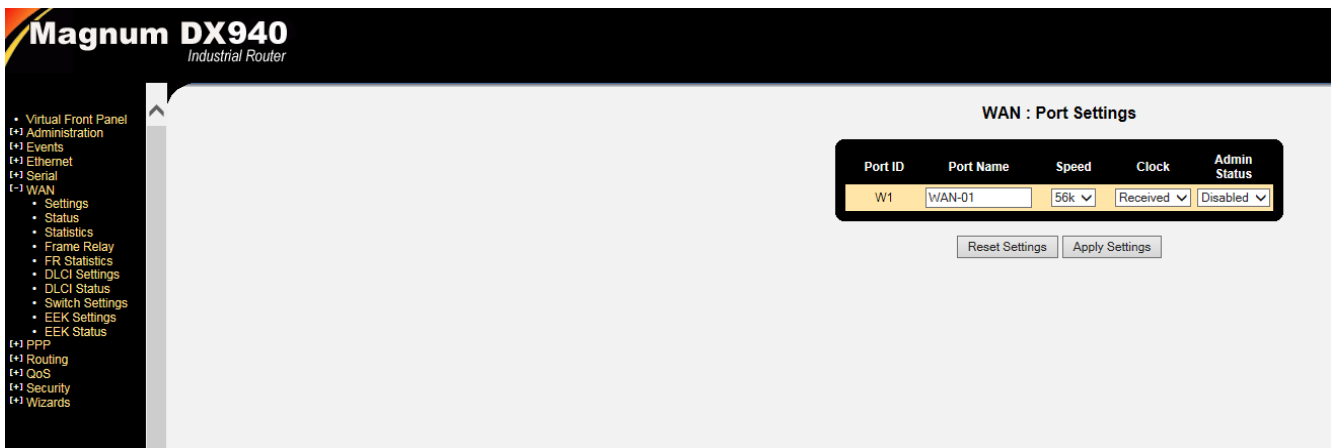 Magnum DX940
Industrial Router
• Virtual Front Panel
[+] Administration
[+] Events
[+] Ethernet
[+] Serial
[-] WAN
• Settings
• Status
• Statistics
• Frame Relay
• FR Statistics
• DLCI Settings
• DLCI Status
• Switch Settings
• EEK Settings
• EEK Status
[+] PPP
[+] Routing
[+] QoS
[+] Security
[+] Wizards
WAN : Port Settings
Port ID Port Name Speed Clock Admin Status
W1 WAN-01 56k Received Disabled
Reset Settings Apply Settings